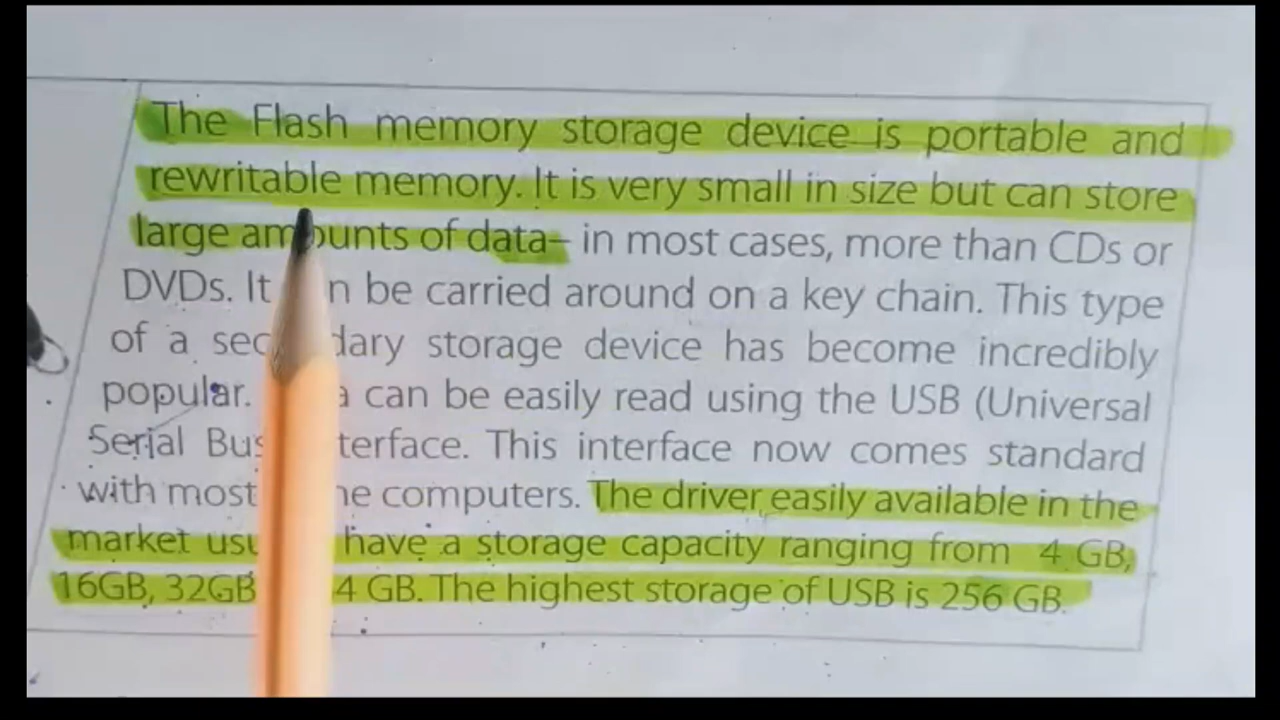 The Flash memory storage device is portable and
rewritable memory. It is very small in size but can store
large amounts of data– in most cases, more than CDs or
DVDs. It n be carried around on a key chain. This type
of a sec dary storage device has become incredibly
popular. a can be easily read using the USB (Universal
Serial Bus terface. This interface now comes standard
with most he computers. The driver easily available in the
market usu have a storage capacity ranging from 4 GB,
16GB, 32GB 4 GB. The highest storage of USB is 256 GB.